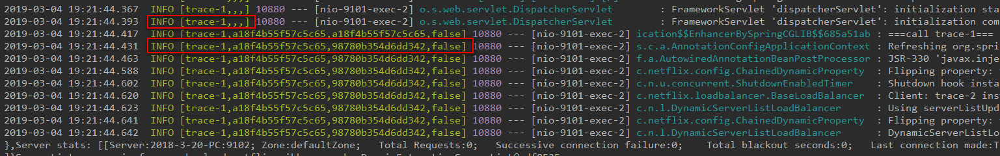 2019-03-04 19:21:44.367 INFO [trace-1,,,] 10880 --- [nio-9101-exec-2] o.s.web.servlet.DispatcherServlet : FrameworkServlet 'dispatcherServlet': initialization sta
2019-03-04 19:21:44.393 INFO [trace-1,,,] 10880 --- [nio-9101-exec-2] o.s.web.servlet.DispatcherServlet : FrameworkServlet 'dispatcherServlet': initialization com
2019-03-04 19:21:44.417 INFO [trace-1,a18f4b55f57c5c65,a18f4b55f57c5c65,false] 10880 --- [nio-9101-exec-2] ication$$EnhancerBySpringCGLIB$$685a51ab : ===call trace-1===
2019-03-04 19:21:44.431 INFO [trace-1,a18f4b55f57c5c65,98780b354d6dd342,false] 10880 --- [nio-9101-exec-2] s.c.a.AnnotationConfigApplicationContext : Refreshing org.spri
2019-03-04 19:21:44.463 INFO [trace-1,a18f4b55f57c5c65,98780b354d6dd342,false] 10880 --- [nio-9101-exec-2] f.a.AutowiredAnnotationBeanPostProcessor : JSR-330 'javax.inje
2019-03-04 19:21:44.588 INFO [trace-1,a18f4b55f57c5c65,98780b354d6dd342,false] 10880 --- [nio-9101-exec-2] c.netflix.config.ChainedDynamicProperty : Flipping property:
2019-03-04 19:21:44.602 INFO [trace-1,a18f4b55f57c5c65,98780b354d6dd342,false] 10880 --- [nio-9101-exec-2] c.n.u.concurrent.ShutdownEnabledTimer : Shutdown hook insta
2019-03-04 19:21:44.620 INFO [trace-1,a18f4b55f57c5c65,98780b354d6dd342,false] 10880 --- [nio-9101-exec-2] c.netflix.loadbalancer.BaseLoadBalancer : Client: trace-2 ins
2019-03-04 19:21:44.623 INFO [trace-1,a18f4b55f57c5c65,98780b354d6dd342,false] 10880 --- [nio-9101-exec-2] c.n.l.DynamicServerListLoadBalancer : Using serverListUpd
2019-03-04 19:21:44.641 INFO [trace-1,a18f4b55f57c5c65,98780b354d6dd342,false] 10880 --- [nio-9101-exec-2] c.netflix.config.ChainedDynamicProperty : Flipping property:
2019-03-04 19:21:44.642 INFO [trace-1,a18f4b55f57c5c65,98780b354d6dd342,false] 10880 --- [nio-9101-exec-2] c.n.l.DynamicServerListLoadBalancer : DynamicServerListLo
},Server stats: [[Server:2018-3-20-PC:9102; Zone:defaultZone; Total Requests:0; Successive connection failure:0; Total blackout seconds:0; Last connection made:T